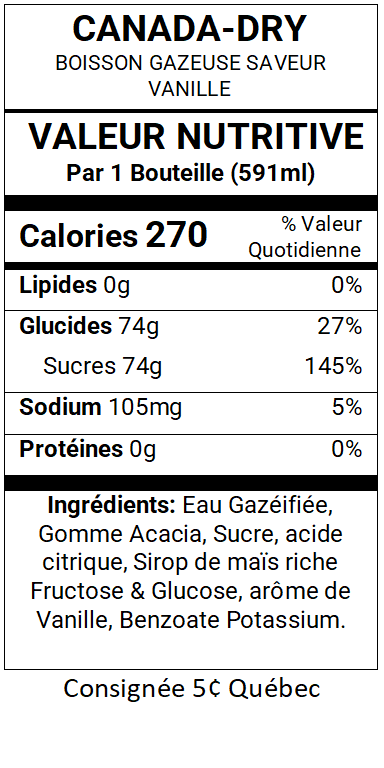 CANADA-DRY
BOISSON GAZEUSE SAVEUR
VANILLE
VALEUR NUTRITIVE
Par 1 Bouteille (591ml)
Calories 270
% Valeur
Quotidienne
Lipides 0g 0%
Glucides 74g 27%
Sucres 74g 145%
Sodium 105mg 5%
Protéines 0g 0%
Ingrédients: Eau Gazéifiée,
Gomme Acacia, Sucre, acide
citrique, Sirop de maïs riche
Fructose & Glucose, arôme de
Vanille, Benzoate Potassium.
Consignée 5¢ Québec